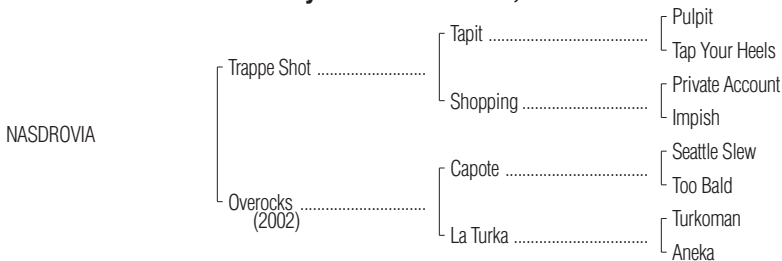 Pulpit
Tapit ..........................................
Tap Your Heels
Trappe Shot ............................
Private Account
Shopping .................................
Impish
NASDROVIA
Seattle Slew
Capote .....................................
Too Bald
Overocks ................................
(2002)
Turkoman
La Turka ...................................
Aneka